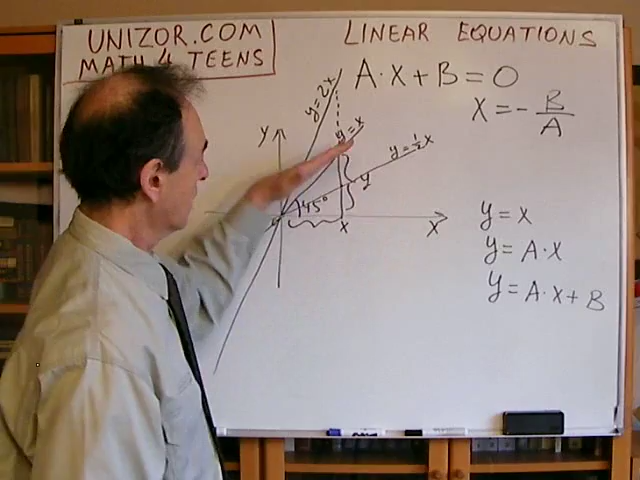 UNIZOR.COM
MATH 4 TEENS
LINEAR EQUATIONS
A·X+B=0
X=-B/A
y=2x
y=x
y=½x
Y
45°
y
x
X
y=x
y=A·X
y=A·X+B